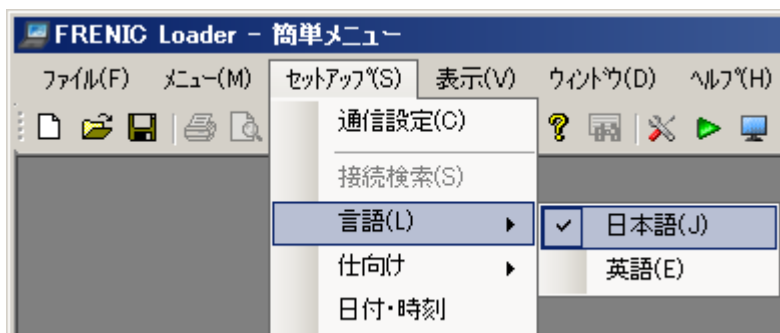 FRENIC Loader - 簡単メニュー
ファイル(F) メニュー(M) セットアップ(S) 表示(V) ウィンドウ(D) ヘルプ(H)
通信設定(C)
接続検索(S)
言語(L) 日本語(J)
仕向け 英語(E)
日付・時刻